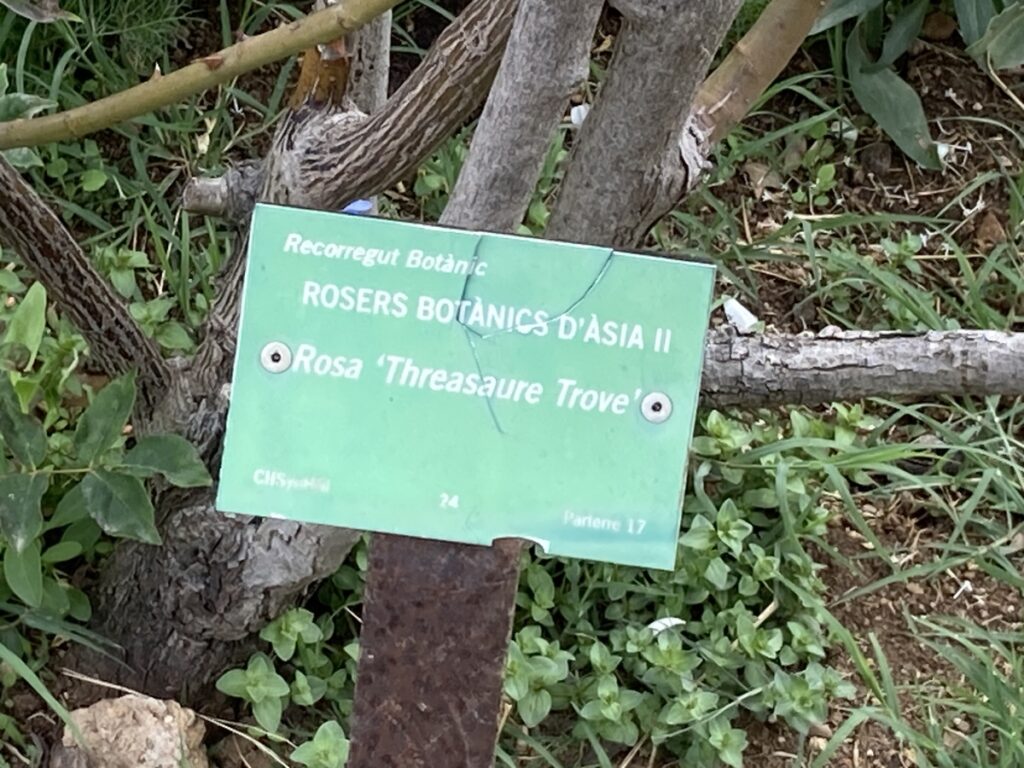 Recorregut Botànic
ROSERS BOTÀNICS D'ÀSIA II
Rosa 'Threasaure Trove'
24
Parterre 17